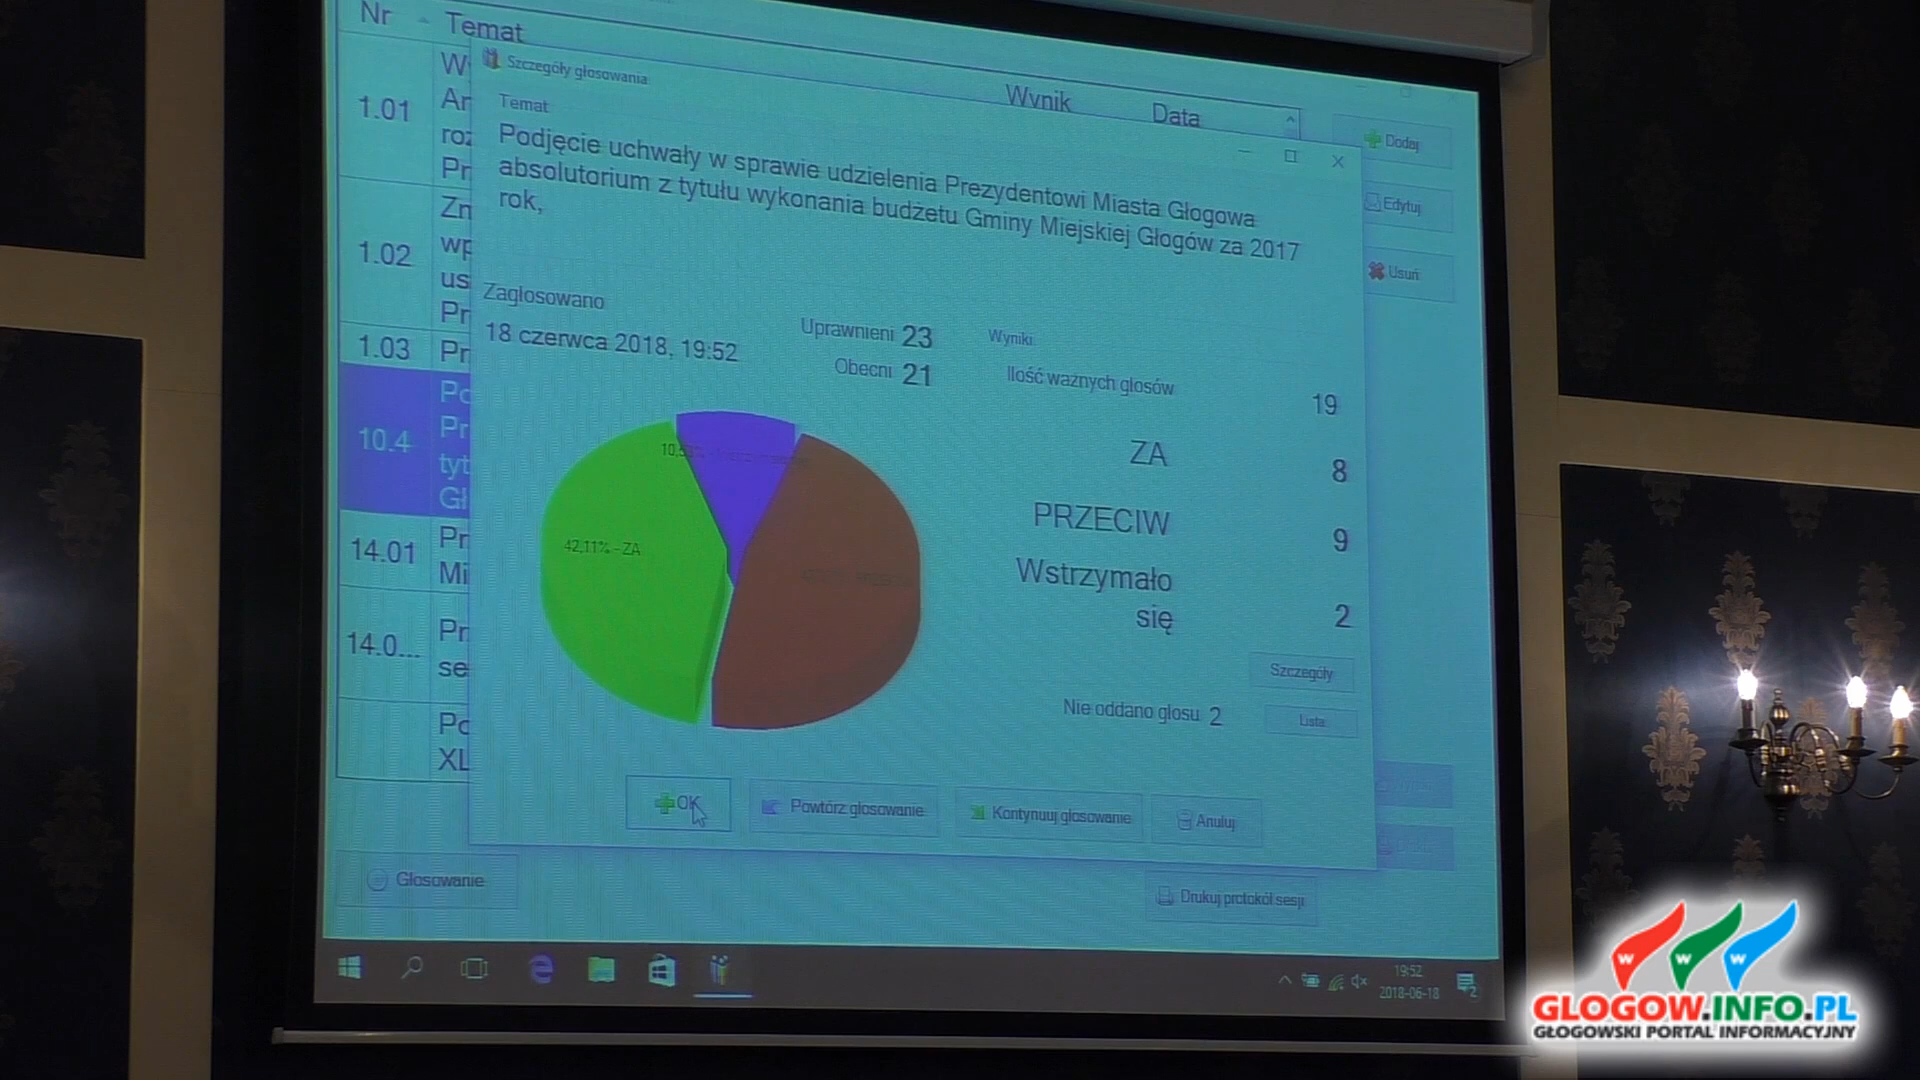 Nr Temat
Szczegóły głosowania
Wynik Data
1.01
Temat
Podjęcie uchwały w sprawie udzielenia Prezydentowi Miasta Głogowa
absolutorium z tytułu wykonania budżetu Gminy Miejskiej Głogów za 2017
rok,
Dodaj
Edytuj
Usuń
1.02
1.03
10.4
14.01
14.0...
Zagłosowano
18 czerwca 2018, 19:52
Uprawnieni 23
Obecni 21
Wyniki
Ilość ważnych głosów 19
ZA 8
PRZECIW 9
Wstrzymało
się 2
42,11% - ZA
Szczegóły
Nie oddano głosu 2
Lista
OK
Powtórz głosowanie
Kontynuuj głosowanie
Anuluj
Głosowanie
Drukuj protokół sesji
19:52
2018-06-18
W W W
GLOGOW.INFO.PL
GŁOGOWSKI PORTAL INFORMACYJNY